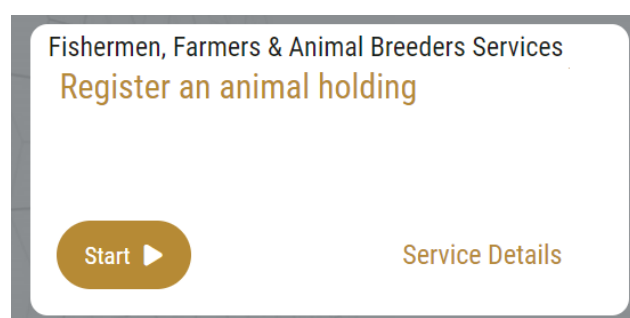 Fishermen, Farmers & Animal Breeders Services
Register an animal holding
Start
Service Details